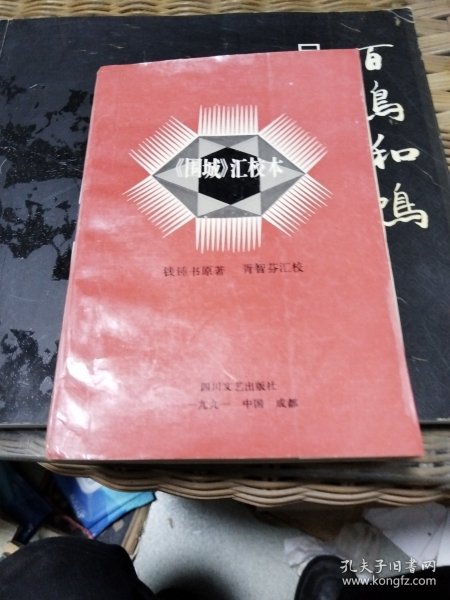 《围城》汇校本
钱锺书原著 胥智芬汇校
四川文艺出版社
一九九一 中国 成都
百鸟和鸣
孔夫子旧书网
www.kongfz.com